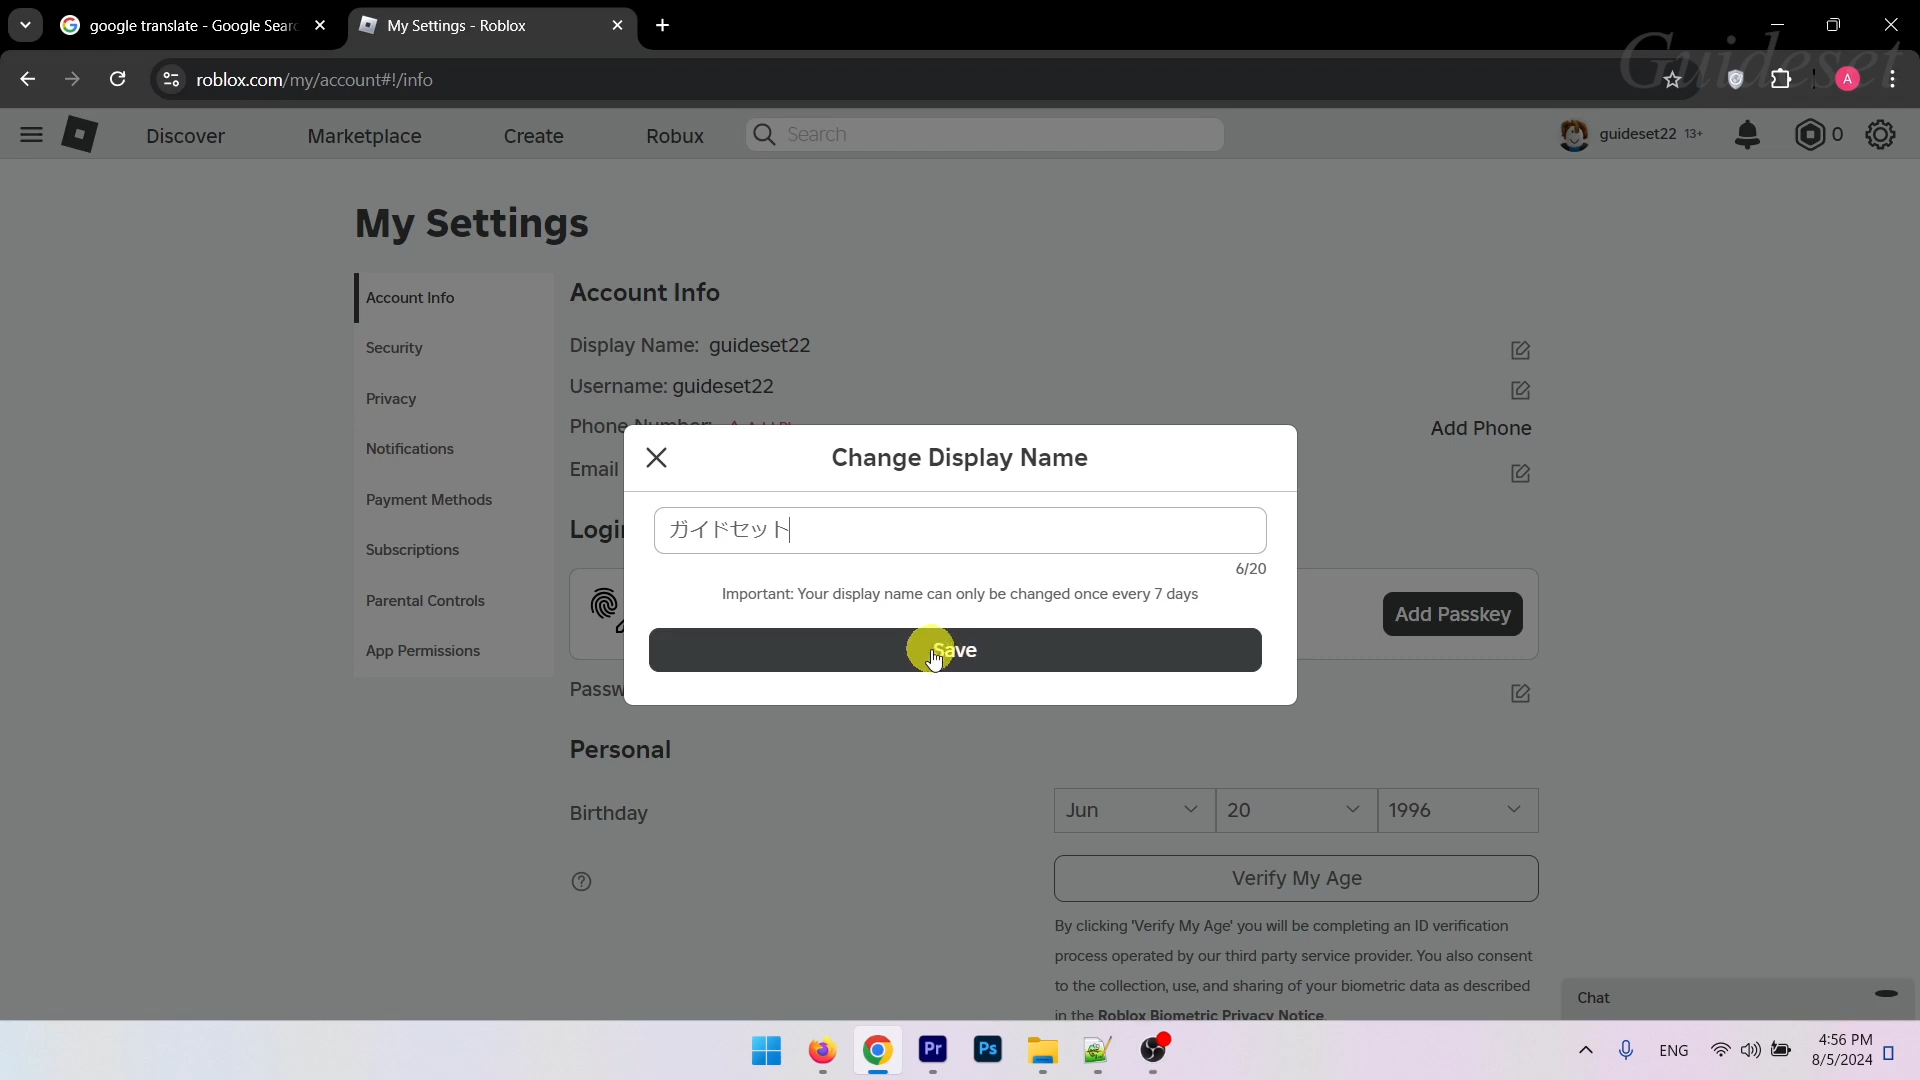 google translate - Google Sear
My Settings - Roblox
Guideset
roblox.com/my/account#!/info
A
Discover
Marketplace
Create
Robux
Search
guideset22 13+
0
My Settings
Account Info
Security
Privacy
Notifications
Payment Methods
Subscriptions
Parental Controls
App Permissions
Account Info
Display Name: guideset22
Username: guideset22
Phone Number:
Add Phone
Email
Change Display Name
ガイドセット
6/20
Important: Your display name can only be changed once every 7 days
Save
Logi
Add Passkey
Passw
Personal
Birthday
Jun
20
1996
Verify My Age
By clicking 'Verify My Age' you will be completing an ID verification
process operated by our third party service provider. You also consent
to the collection, use, and sharing of your biometric data as described
in the Roblox Biometric Privacy Notice.
Chat
Pr
Ps
ENG
4:56 PM
8/5/2024